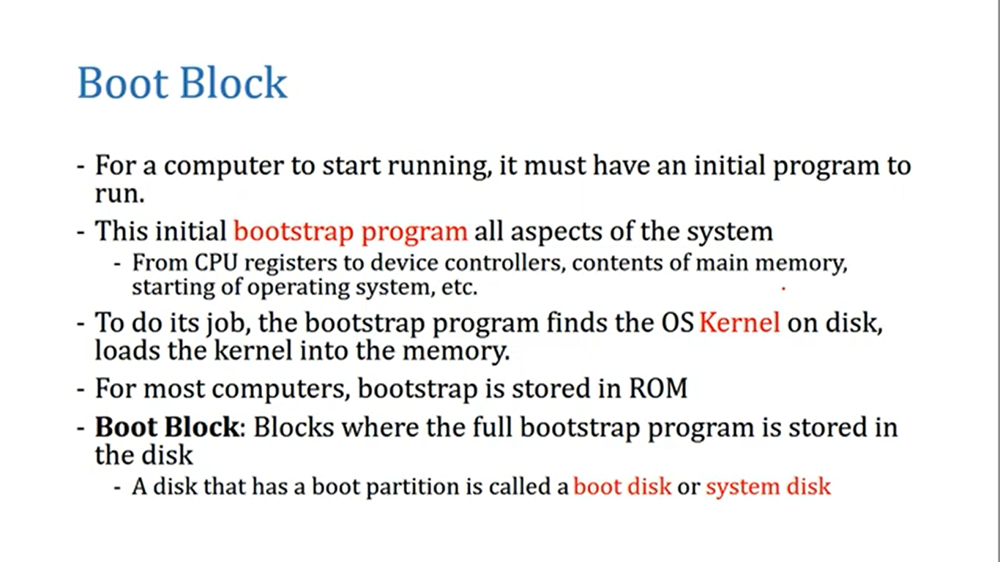 Boot Block
- For a computer to start running, it must have an initial program to
run.
- This initial bootstrap program all aspects of the system
- From CPU registers to device controllers, contents of main memory,
starting of operating system, etc.
- To do its job, the bootstrap program finds the OS Kernel on disk,
loads the kernel into the memory.
- For most computers, bootstrap is stored in ROM
- Boot Block: Blocks where the full bootstrap program is stored in
the disk
- A disk that has a boot partition is called a boot disk or system disk